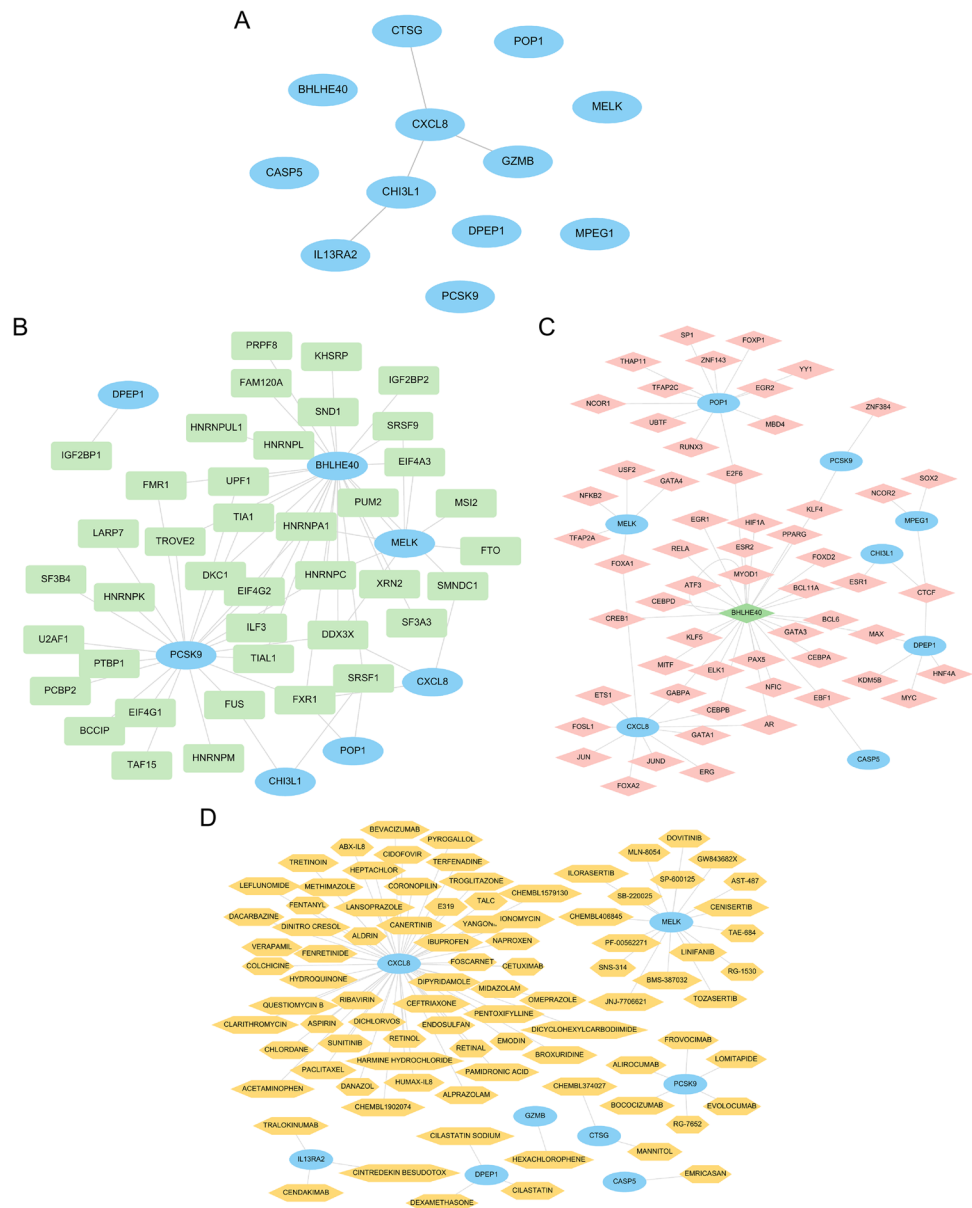 A
CTSG
POP1
BHLHE40
MELK
CXCL8
GZMB
CASP5
CHI3L1
DPEP1
MPEG1
IL13RA2
PCSK9
B
PRPF8
KHSRP
DPEP1
FAM120A
IGF2BP2
SND1
HNRNPUL1
SRSF9
IGF2BP1
HNRNPL
BHLHE40
EIF4A3
FMR1
UPF1
PUM2
MSI2
TIA1
HNRNPA1
LARP7
TROVE2
MELK
FTO
SF3B4
DKC1
HNRNPC
XRN2
SMNDC1
HNRNPK
EIF4G2
ILF3
SF3A3
U2AF1
DDX3X
PCSK9
TIAL1
PTBP1
SRSF1
CXCL8
PCBP2
FXR1
EIF4G1
FUS
BCCIP
POP1
TAF15
HNRNPM
CHI3L1
C
SP1
FOXP1
THAP11
ZNF143
YY1
TFAP2C
EGR2
NCOR1
POP1
ZNF384
UBTF
MBD4
RUNX3
PCSK9
USF2
E2F6
SOX2
GATA4
NCOR2
NFKB2
KLF4
MELK
EGR1
HIF1A
MPEG1
TFAP2A
PPARG
RELA
ESR2
CHI3L1
FOXA1
FOXD2
MYOD1
ESR1
ATF3
BCL11A
CTCF
CEBPD
CREB1
BHLHE40
BCL6
KLF5
GATA3
MAX
DPEP1
MITF
ELK1
PAX5
CEBPA
HNF4A
KDM5B
ETS1
GABPA
NFIC
EBF1
MYC
CEBPB
FOSL1
CXCL8
AR
GATA1
JUN
JUND
CASP5
ERG
FOXA2
D
BEVACIZUMAB
DOVITINIB
ABX-IL8
PYROGALLOL
CIDOFOVIR
MLN-8054
GW843682X
TRETINOIN
HEPTACHLOR
TERFENADINE
ILORASERTIB
SP-600125
LEFLUNOMIDE
METHIMAZOLE
CORONOPILIN
TROGLITAZONE
SB-220025
AST-487
FENTANYL
LANSOPRAZOLE
E319
TALC
CHEMBL1579130
CENISERTIB
DACARBAZINE
CHEMBL406845
DINITRO CRESOL
CANERTINIB
YANGON
IONOMYCIN
MELK
ALDRIN
TAE-684
VERAPAMIL
FENRETINIDE
IBUPROFEN
NAPROXEN
PF-00562271
LINIFANIB
COLCHICINE
CXCL8
FOSCARNET
CETUXIMAB
SNS-314
RG-1530
HYDROQUINONE
DIPYRIDAMOLE
MIDAZOLAM
BMS-387032
QUESTIOMYCIN B
RIBAVIRIN
CEFTRIAXONE
OMEPRAZOLE
JNJ-7706621
TOZASERTIB
PENTOXIFYLLINE
CLARITHROMYCIN
ASPIRIN
DICHLORVOS
ENDOSULFAN
DICYCLOHEXYLCARBODIIMIDE
SUNITINIB
RETINOL
EMODIN
FROVOCIMAB
CHLORDANE
RETINAL
BROXURIDINE
LOMITAPIDE
PACLITAXEL
HARMINE HYDROCHLORIDE
ALIROCUMAB
PAMIDRONIC ACID
ACETAMINOPHEN
DANAZOL
HUMAX-IL8
CHEMBL374027
PCSK9
ALPRAZOLAM
BOCOCIZUMAB
EVOLOCUMAB
CHEMBL1902074
GZMB
RG-7652
TRALOKINUMAB
CILASTATIN SODIUM
CTSG
IL13RA2
HEXACHLOROPHENE
MANNITOL
CINTREDEKIN BESUDOTOX
DPEP1
CASP5
EMRICASAN
CENDAKIMAB
CILASTATIN
DEXAMETHASONE